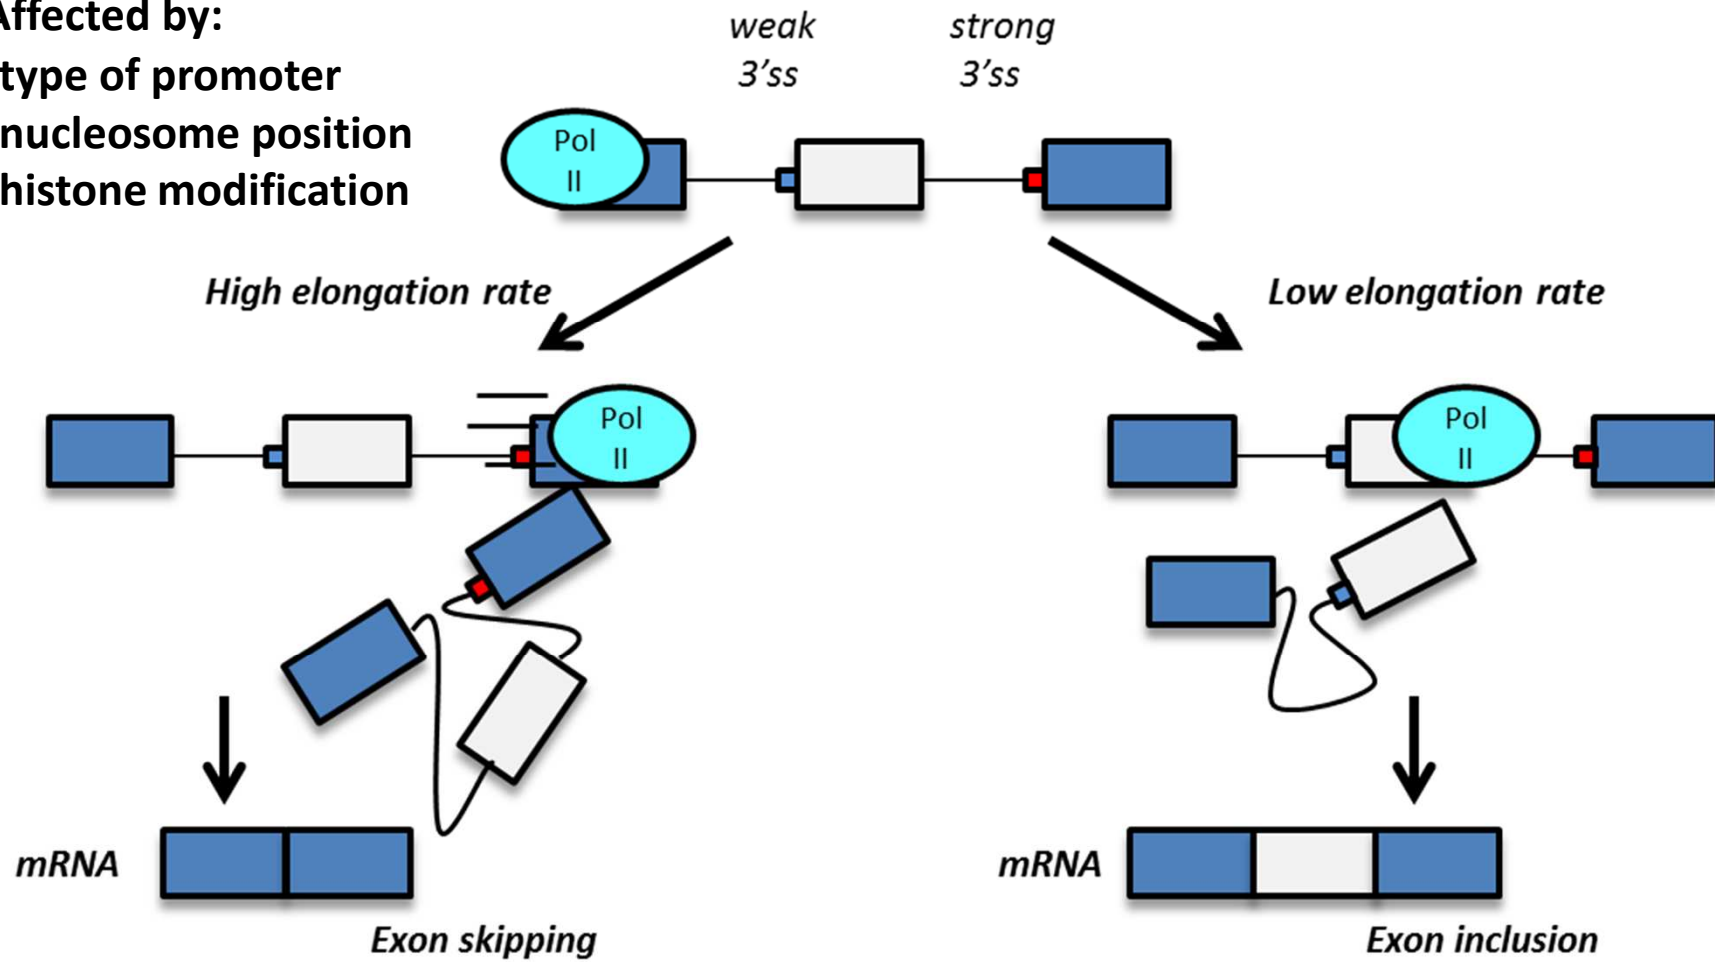 Affected by:
type of promoter
nucleosome position
histone modification
weak
3’ss
strong
3’ss
Pol
II
High elongation rate
Low elongation rate
Pol
II
Pol
II
mRNA
mRNA
Exon skipping
Exon inclusion